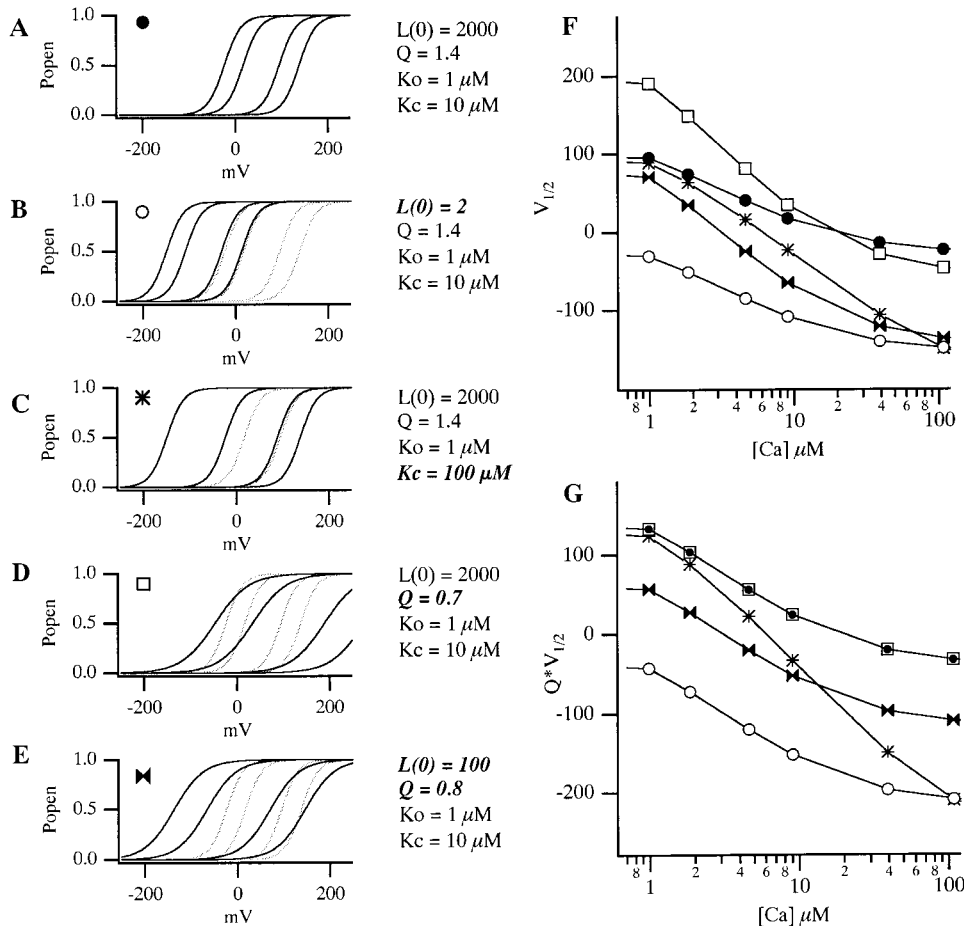 A
Popen
1.0
0.5
0.0
-200
0
200
mV
L(0) = 2000
Q = 1.4
Ko = 1 μM
Kc = 10 μM
B
Popen
1.0
0.5
0.0
-200
0
200
mV
L(0) = 2
Q = 1.4
Ko = 1 μM
Kc = 10 μM
C
Popen
1.0
0.5
0.0
-200
0
200
mV
L(0) = 2000
Q = 1.4
Ko = 1 μM
Kc = 100 μM
D
Popen
1.0
0.5
0.0
-200
0
200
mV
L(0) = 2000
Q = 0.7
Ko = 1 μM
Kc = 10 μM
E
Popen
1.0
0.5
0.0
-200
0
200
mV
L(0) = 100
Q = 0.8
Ko = 1 μM
Kc = 10 μM
F
V1/2
200
100
0
-100
8 1 2 4 6 8 10 2 4 6 8 100
[Ca] μM
G
Q*V1/2
100
0
-100
-200
8 1 2 4 6 8 10 2 4 6 8 100
[Ca] μM